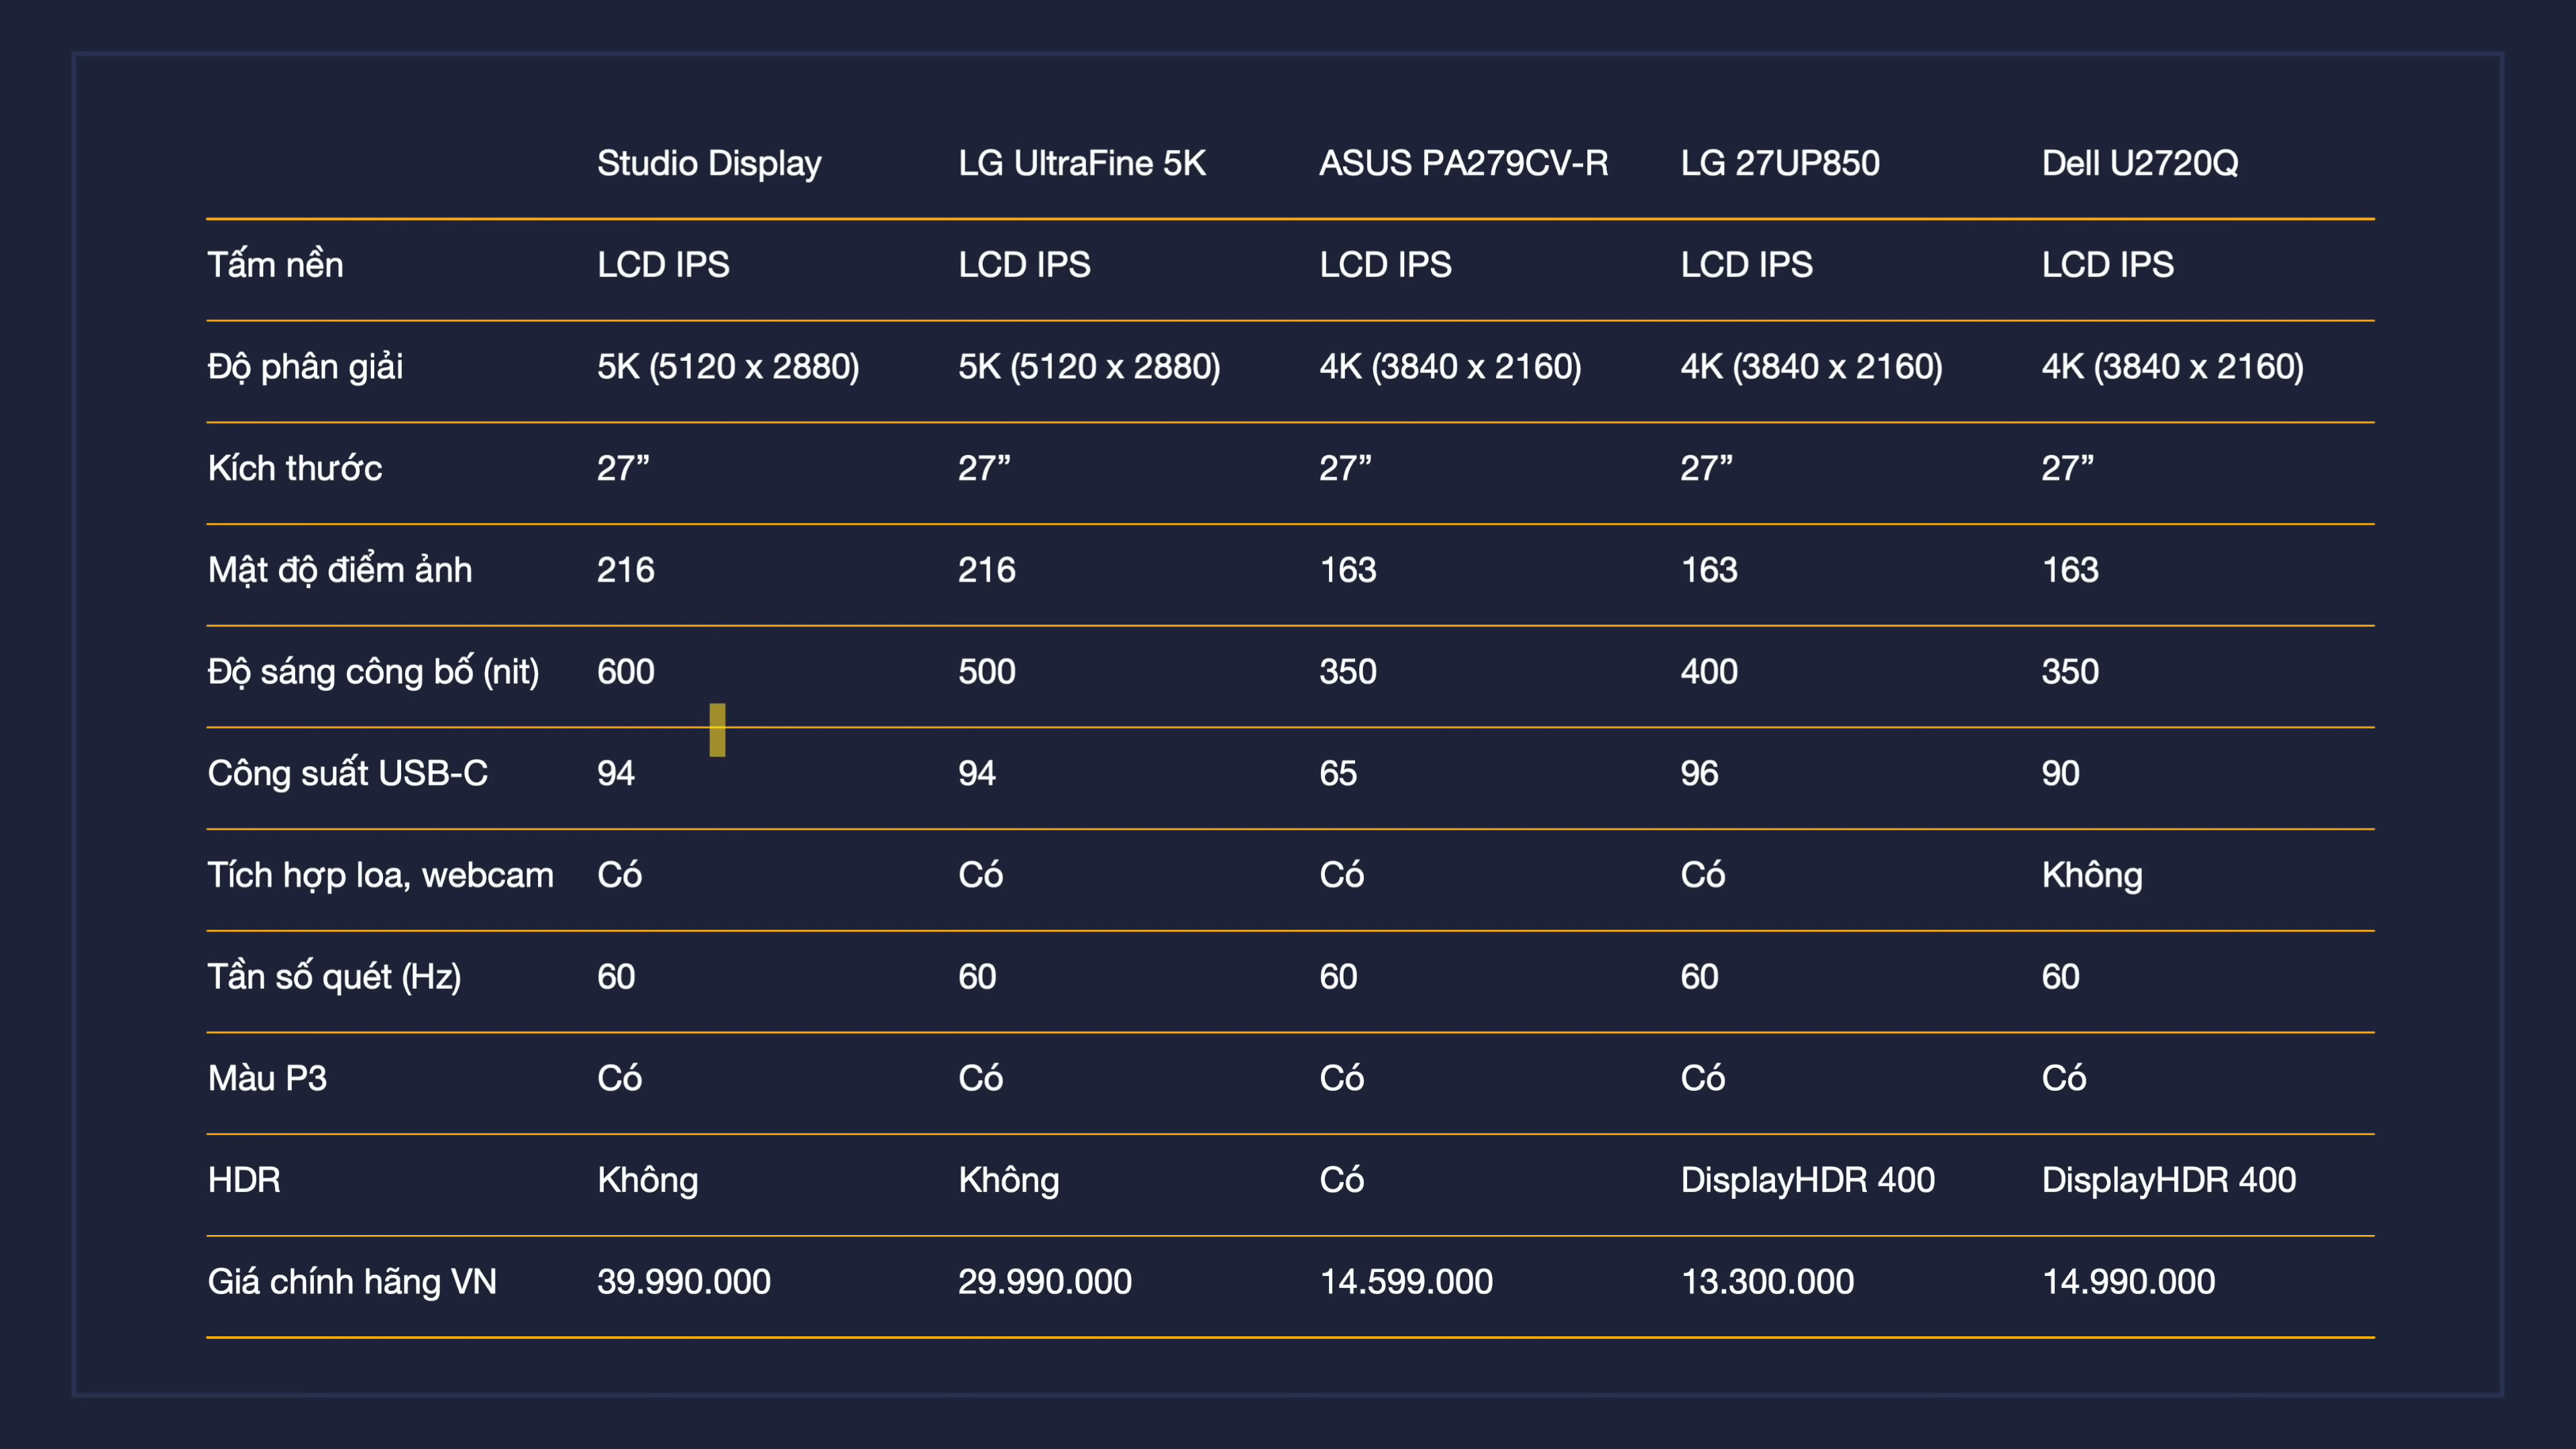 Studio Display LG UltraFine 5K ASUS PA279CV-R LG 27UP850 Dell U2720Q
Tấm nền LCD IPS LCD IPS LCD IPS LCD IPS LCD IPS
Độ phân giải 5K (5120 x 2880) 5K (5120 x 2880) 4K (3840 x 2160) 4K (3840 x 2160) 4K (3840 x 2160)
Kích thước 27” 27” 27” 27” 27”
Mật độ điểm ảnh 216 216 163 163 163
Độ sáng công bố (nit) 600 500 350 400 350
Công suất USB-C 94 94 65 96 90
Tích hợp loa, webcam Có Có Có Có Không
Tần số quét (Hz) 60 60 60 60 60
Màu P3 Có Có Có Có Có
HDR Không Không Có DisplayHDR 400 DisplayHDR 400
Giá chính hãng VN 39.990.000 29.990.000 14.599.000 13.300.000 14.990.000